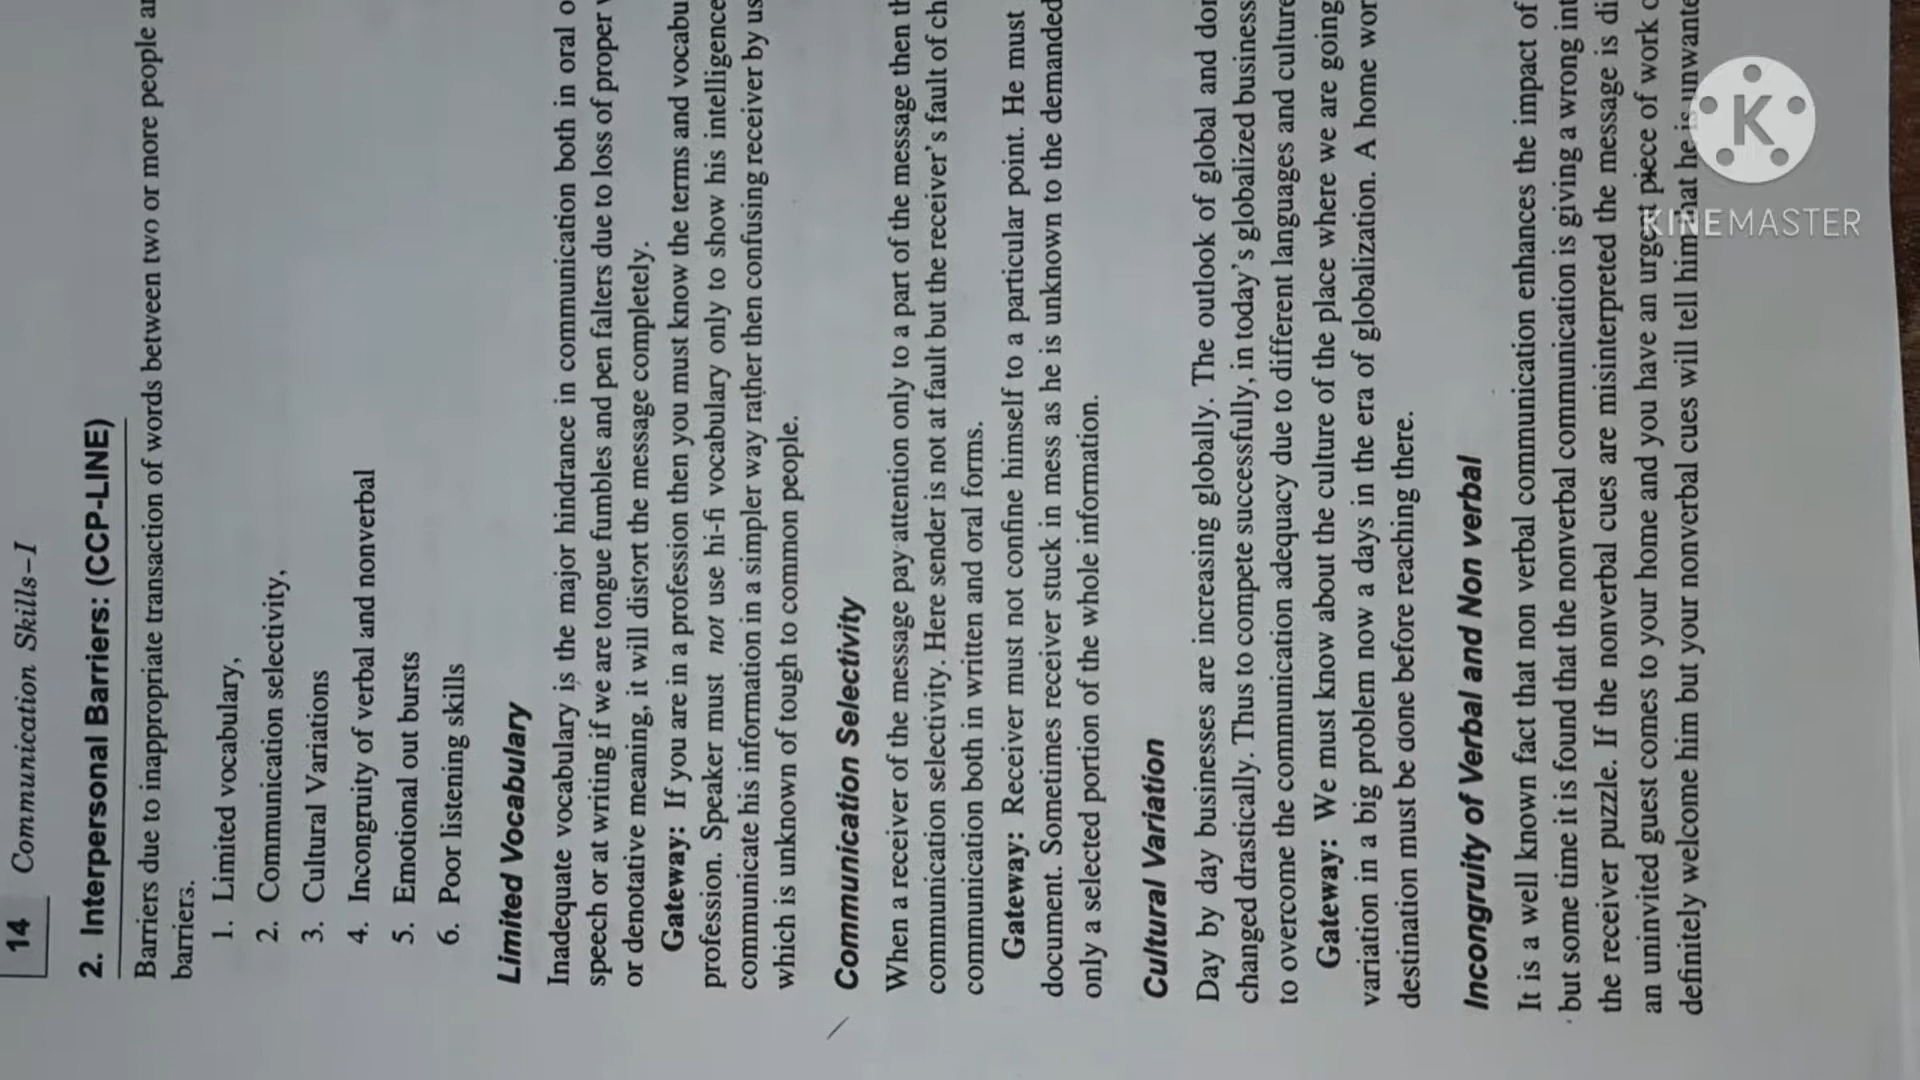 14 Communication Skills–I
2. Interpersonal Barriers: (CCP-LINE)
Barriers due to inappropriate transaction of words between two or more people
barriers.
1. Limited vocabulary,
2. Communication selectivity,
3. Cultural Variations
4. Incongruity of verbal and nonverbal
5. Emotional out bursts
6. Poor listening skills
Limited Vocabulary
Inadequate vocabulary is the major hindrance in communication both in oral
speech or at writing if we are tongue fumbles and pen falters due to loss of proper
or denotative meaning, it will distort the message completely.
Gateway: If you are in a profession then you must know the terms and
profession. Speaker must not use hi-fi vocabulary only to show his intelligence
communicate his information in a simpler way rather then confusing receiver by
which is unknown of tough to common people.
Communication Selectivity
When a receiver of the message pay attention only to a part of the message then
communication selectivity. Here sender is not at fault but the receiver's fault of
communication both in written and oral forms.
Gateway: Receiver must not confine himself to a particular point. He must
document. Sometimes receiver stuck in mess as he is unknown to the demanded
only a selected portion of the whole information.
Cultural Variation
Day by day businesses are increasing globally. The outlook of global and
changed drastically. Thus to compete successfully, in today's globalized business
to overcome the communication adequacy due to different languages and culture
Gateway: We must know about the culture of the place where we are going
variation in a big problem now a days in the era of globalization. A home
destination must be done before reaching there.
Incongruity of Verbal and Non verbal
It is a well known fact that non verbal communication enhances the impact of
but some time it is found that the nonverbal communication is giving a wrong
the receiver puzzle. If the nonverbal cues are misinterpreted the message is
an uninvited guest comes to your home and you have an urgent piece of work
definitely welcome him but your nonverbal cues will tell him that he is
K
KINEMASTER